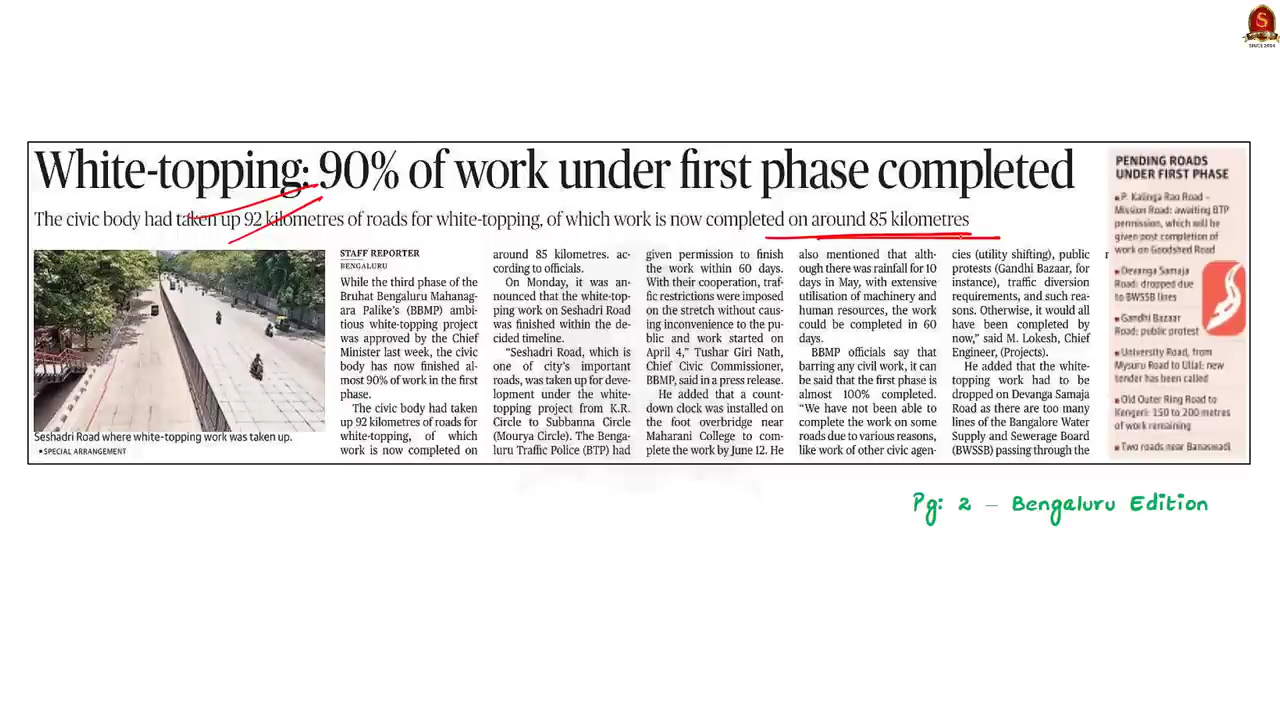 S
SINCE 2014
White-topping: 90% of work under first phase completed
The civic body had taken up 92 kilometres of roads for white-topping, of which work is now completed on around 85 kilometres
Seshadri Road where white-topping work was taken up.
▪ SPECIAL ARRANGEMENT
STAFF REPORTER
BENGALURU
While the third phase of the
Bruhat Bengaluru Mahanag-
ara Palike's (BBMP) ambi-
tious white-topping project
was approved by the Chief
Minister last week, the civic
body has now finished al-
most 90% of work in the first
phase.
The civic body had taken
up 92 kilometres of roads for
white-topping, of which
work is now completed on
around 85 kilometres. ac-
cording to officials.
On Monday, it was an-
nounced that the white-top-
ping work on Seshadri Road
was finished within the de-
cided timeline.
“Seshadri Road, which is
one of city's important
roads, was taken up for deve-
lopment under the white-
topping project from K.R.
Circle to Subbanna Circle
(Mourya Circle). The Benga-
luru Traffic Police (BTP) had
given permission to finish
the work within 60 days.
With their cooperation, traf-
fic restrictions were imposed
on the stretch without caus-
ing inconvenience to the pu-
blic and work started on
April 4,” Tushar Giri Nath,
Chief Civic Commissioner,
BBMP, said in a press release.
He added that a count-
down clock was installed on
the foot overbridge near
Maharani College to com-
plete the work by June 12. He
also mentioned that alth-
ough there was rainfall for 10
days in May, with extensive
utilisation of machinery and
human resources, the work
could be completed in 60
days.
BBMP officials say that
barring any civil work, it can
be said that the first phase is
almost 100% completed.
“We have not been able to
complete the work on some
roads due to various reasons,
like work of other civic agen-
cies (utility shifting), public
protests (Gandhi Bazaar, for
instance), traffic diversion
requirements, and such rea-
sons. Otherwise, it would all
have been completed by
now,” said M. Lokesh, Chief
Engineer, (Projects).
He added that the white-
topping work had to be
dropped on Devanga Samaja
Road as there are too many
lines of the Bangalore Water
Supply and Sewerage Board
(BWSSB) passing through the
PENDING ROADS
UNDER FIRST PHASE
▪ P. Kalinga Rao Road –
Mission Road: awaiting BTP
permission, which will be
given post completion of
work on Goodshed Road
▪ Devanga Samaja
Road: dropped due
to BWSSB lines
▪ Gandhi Bazaar
Road: public protest
▪ University Road, from
Mysuru Road to Ullal: new
tender has been called
▪ Old Outer Ring Road to
Kengeri: 150 to 200 metres
of work remaining
▪ Two roads near Banaswadi
Pg: 2 – Bengaluru Edition